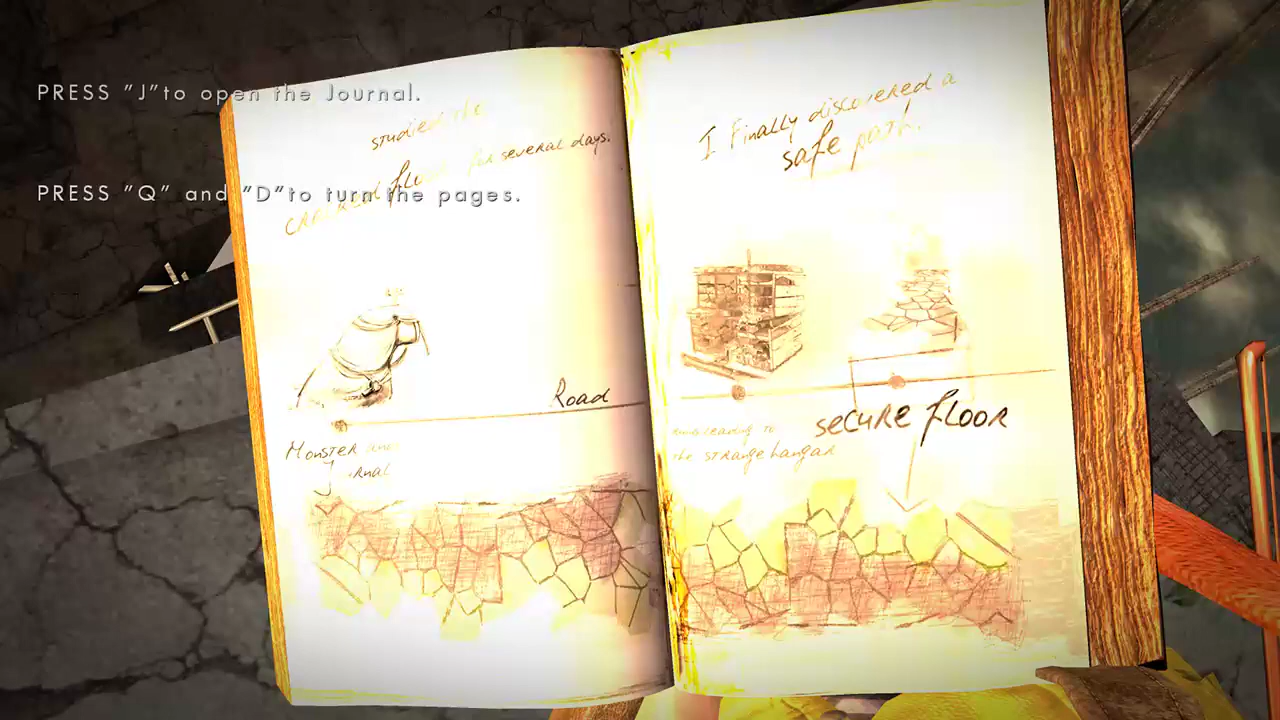 PRESS "J"to open the Journal.
PRESS "Q" and "D"to turn the pages.
studied the
cracked floor for several days.
Road
Monster and
Journal
I Finally discovered a
safe path.
secure floor
leading to
the strange hangar